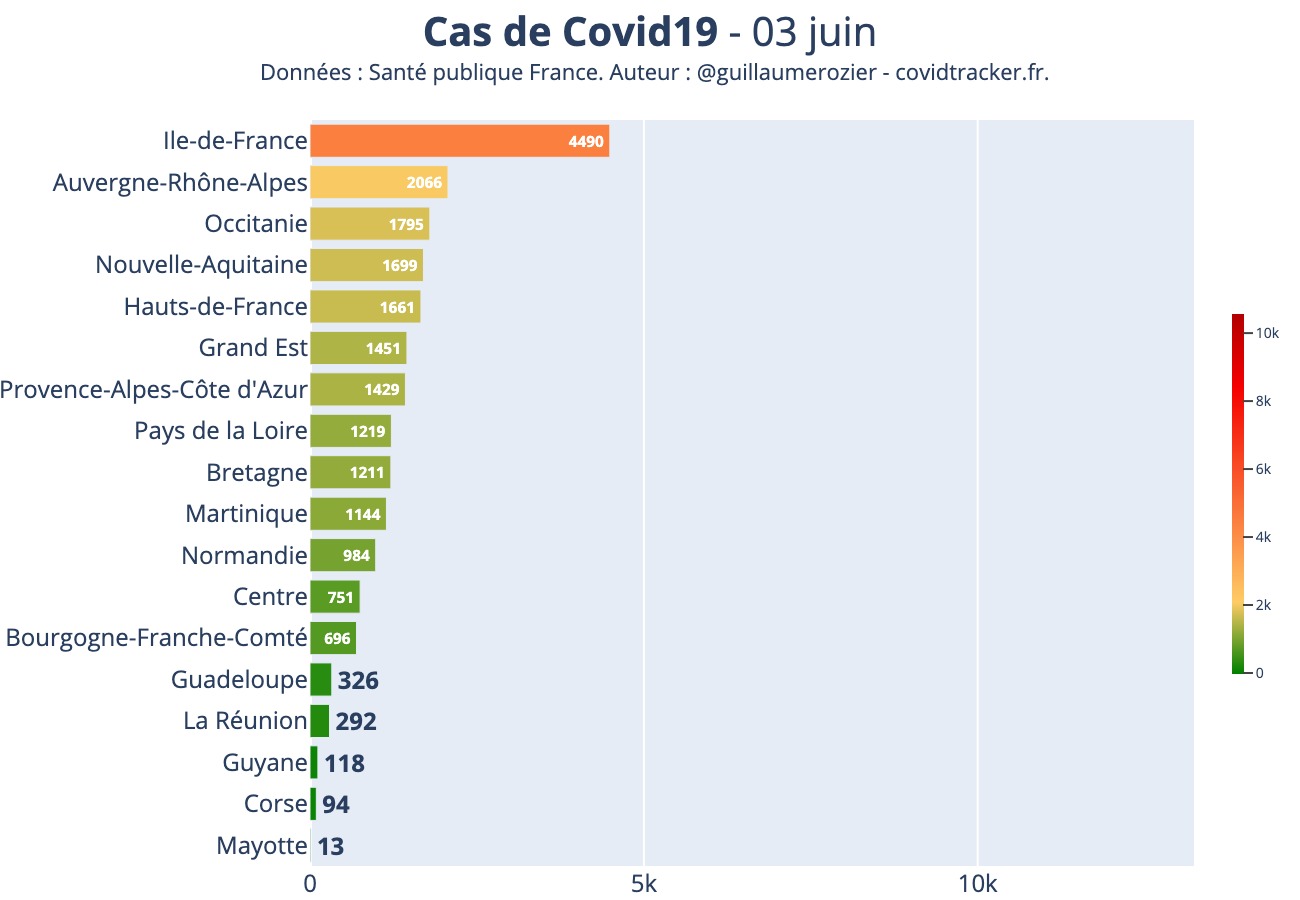 Cas de Covid19 - 03 juin
Données : Santé publique France. Auteur : @guillaumerozier - covidtracker.fr.
Ile-de-France 4490
Auvergne-Rhône-Alpes 2066
Occitanie 1795
Nouvelle-Aquitaine 1699
Hauts-de-France 1661
Grand Est 1451
Provence-Alpes-Côte d'Azur 1429
Pays de la Loire 1219
Bretagne 1211
Martinique 1144
Normandie 984
Centre 751
Bourgogne-Franche-Comté 696
Guadeloupe 326
La Réunion 292
Guyane 118
Corse 94
Mayotte 13
0 5k 10k
10k
8k
6k
4k
2k
0